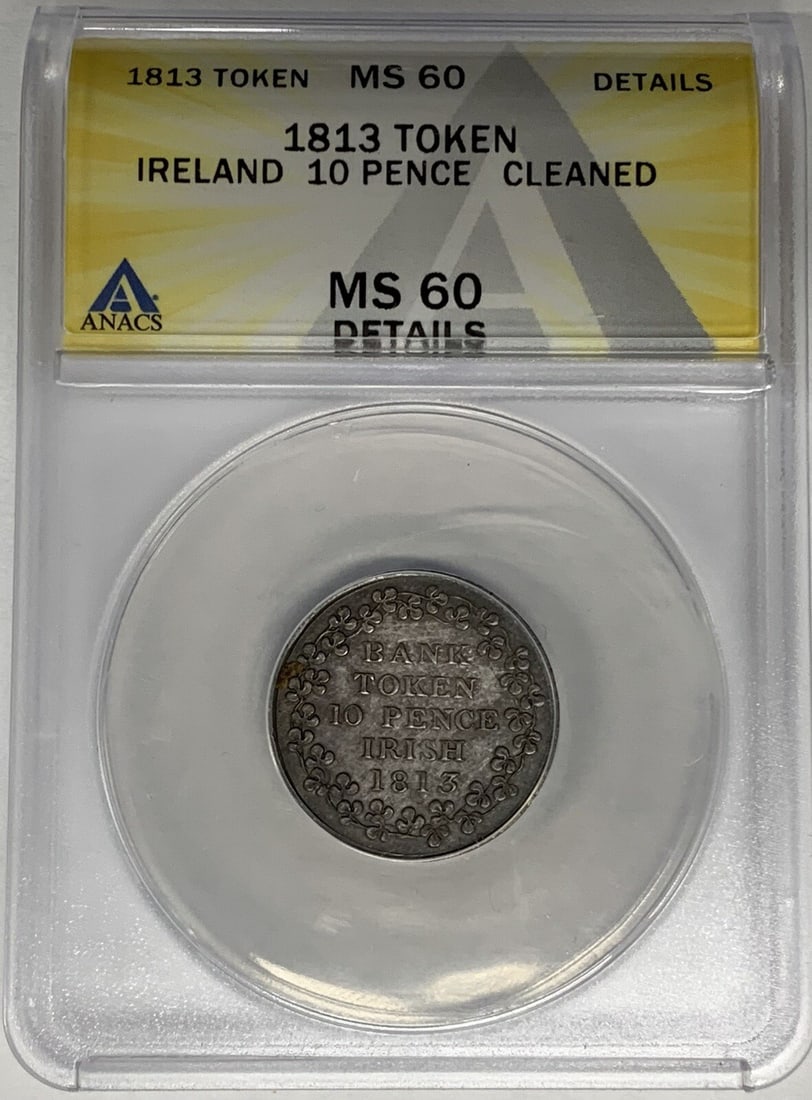 1813 TOKEN MS 60 DETAILS
1813 TOKEN
IRELAND 10 PENCE CLEANED
MS 60
DETAILS
ANACS
BANK
TOKEN
10 PENCE
IRISH
1813